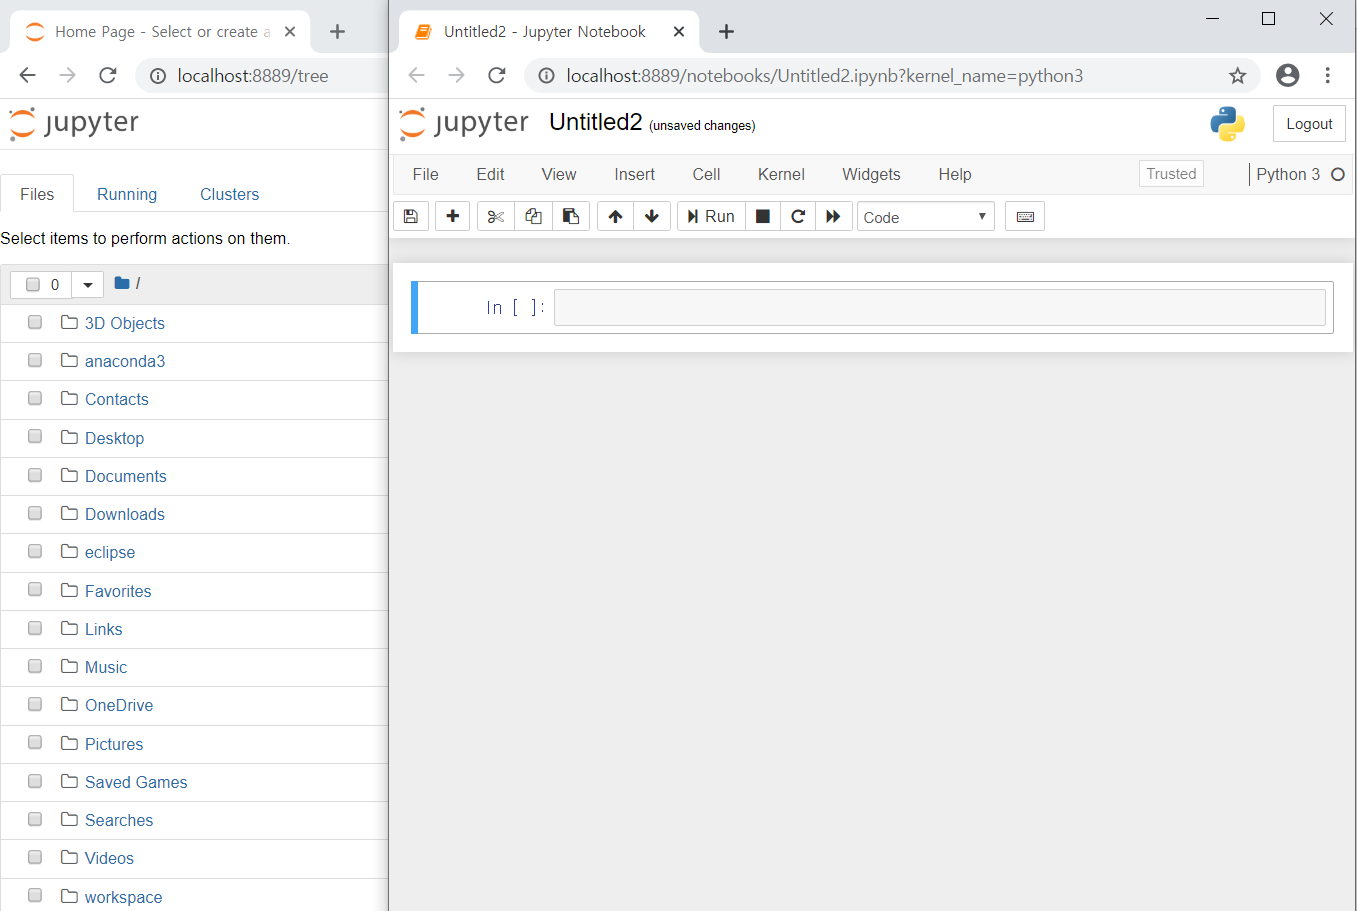 Home Page - Select or create a
localhost:8889/tree
jupyter
Files Running Clusters
Select items to perform actions on them.
0 /
3D Objects
anaconda3
Contacts
Desktop
Documents
Downloads
eclipse
Favorites
Links
Music
OneDrive
Pictures
Saved Games
Searches
Videos
workspace
Untitled2 - Jupyter Notebook
localhost:8889/notebooks/Untitled2.ipynb?kernel_name=python3
jupyter Untitled2 (unsaved changes) Logout
File Edit View Insert Cell Kernel Widgets Help Trusted Python 3
Run Code
In [ ]: